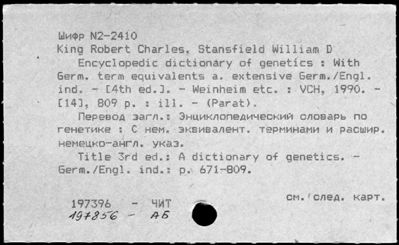 Шифр N2-2410
King Robert Charles, Stansfield William D
Encyclopedic dictionary of genetics : With
Germ. term equivalents a. extensive Germ./Engl.
ind. - [4th ed.]. - Weinheim etc. : VCH, 1990. -
[14], 809 p. : ill. - (Parat).
Перевод загл.: Энциклопедический словарь по
генетике : С нем. эквивалент. терминами и расшир.
немецко-англ. указ.
Title 3rd ed.: A dictionary of genetics. -
Germ./Engl. ind.: p. 671-809.
см. след. карт.
197396 - ЧИТ
197856 - АБ